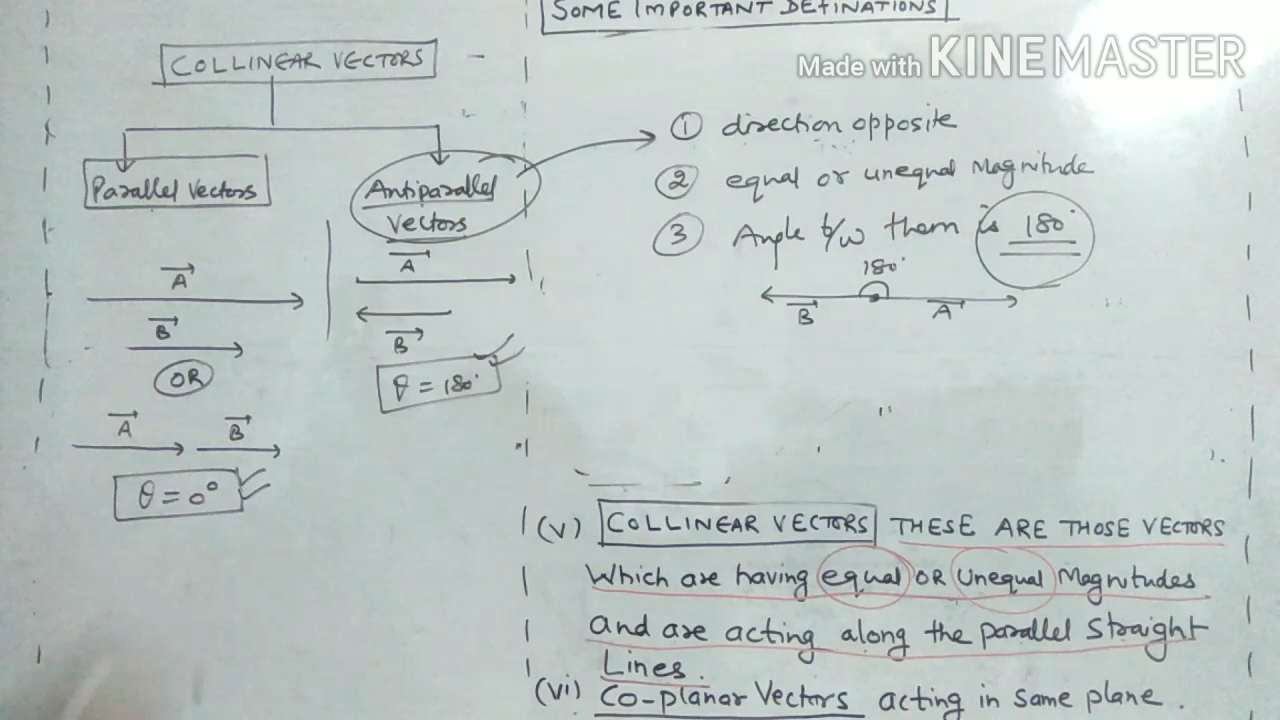 SOME IMPORTANT DEFINATIONS
Made with KINEMASTER
COLLINEAR VECTORS
Parallel Vectors
Antiparallel
Vectors
A
B
OR
A
B
θ = 0°
A
B
θ = 180°
① direction opposite
② equal or unequal Magnitude
③ Angle b/w them is 180°
180°
B A
(v) COLLINEAR VECTORS THESE ARE THOSE VECTORS
Which are having equal OR Unequal Magnitudes
and are acting along the parallel Straight
Lines.
(vi) Co-planar Vectors acting in same plane.